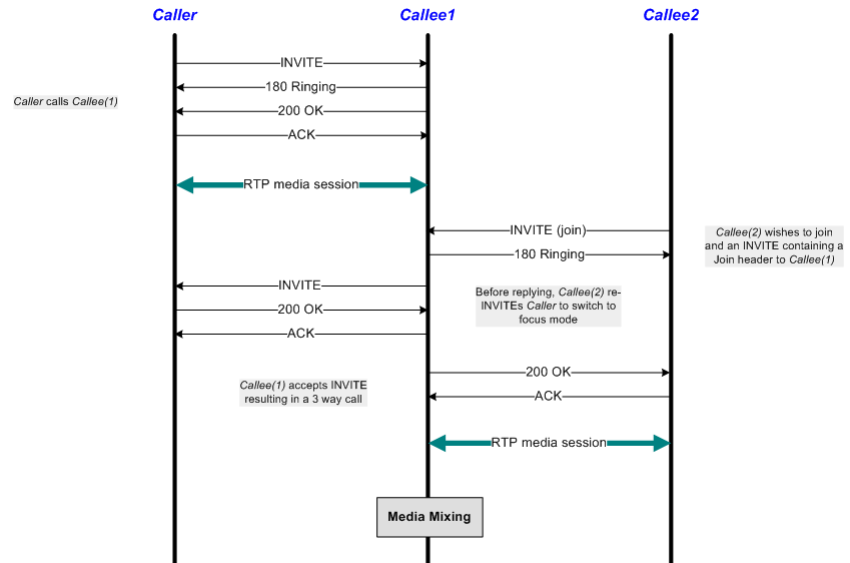 Caller Callee1 Callee2
INVITE
180 Ringing
Caller calls Callee(1)
200 OK
ACK
RTP media session
INVITE (join)
Callee(2) wishes to join
and an INVITE containing a
Join header to Callee(1)
180 Ringing
INVITE
Before replying, Callee(2) re-
INVITEs Caller to switch to
focus mode
200 OK
ACK
200 OK
Callee(1) accepts INVITE
resulting in a 3 way call
ACK
RTP media session
Media Mixing